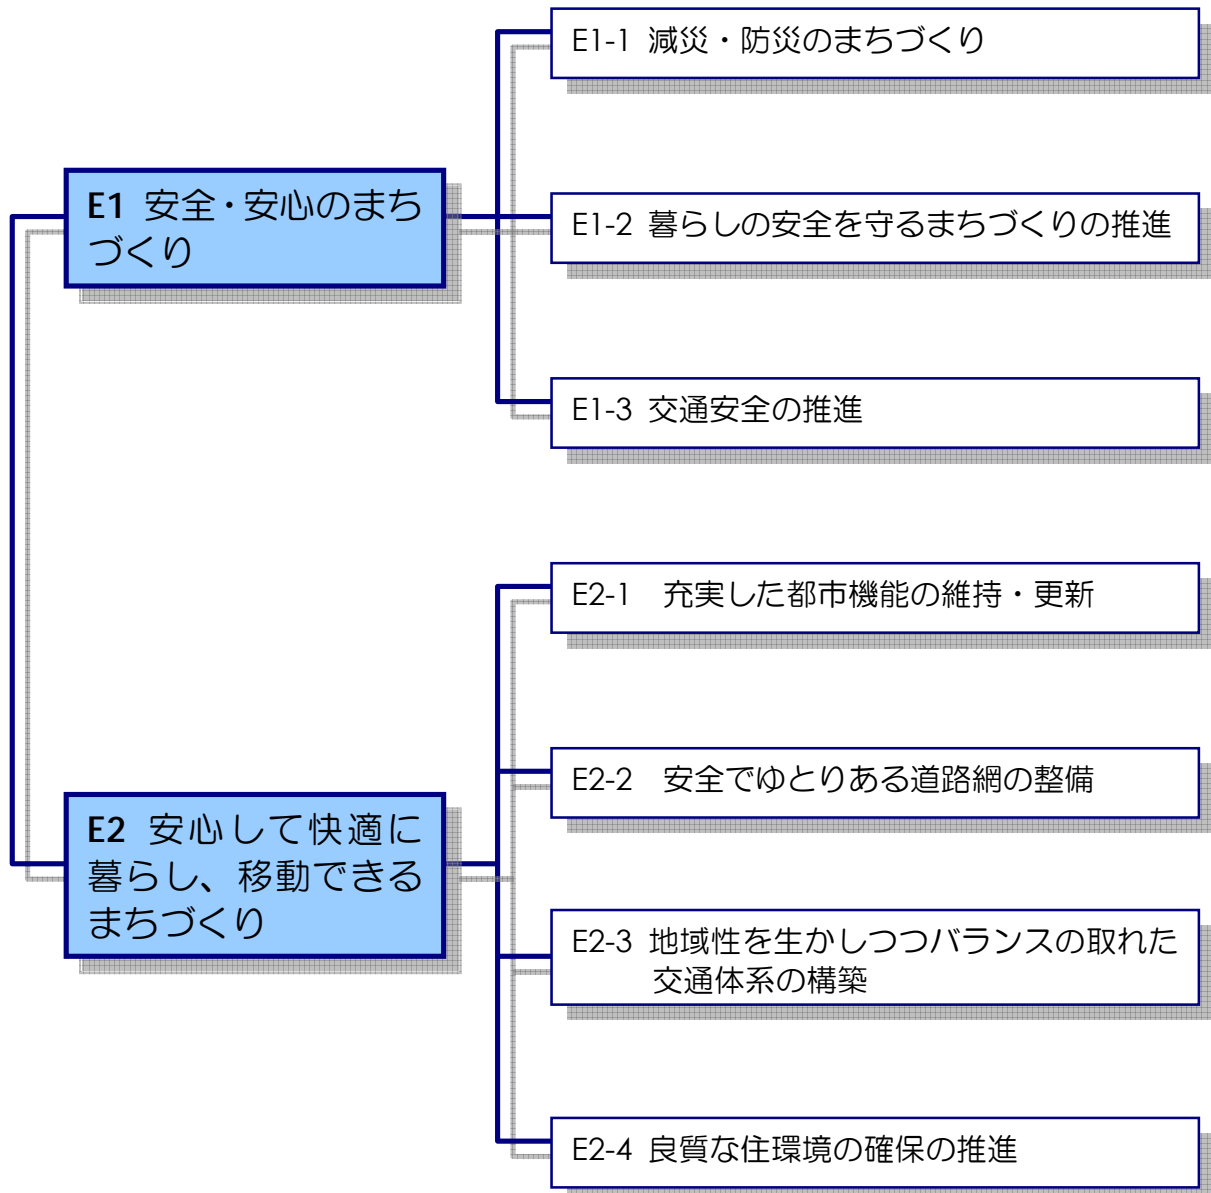 E1-1 減災・防災のまちづくり
E1 安全・安心のまち
づくり
E1-2 暮らしの安全を守るまちづくりの推進
E1-3 交通安全の推進
E2-1　充実した都市機能の維持・更新
E2-2　安全でゆとりある道路網の整備
E2 安心して快適に
暮らし、移動できる
まちづくり
E2-3 地域性を生かしつつバランスの取れた
交通体系の構築
E2-4 良質な住環境の確保の推進